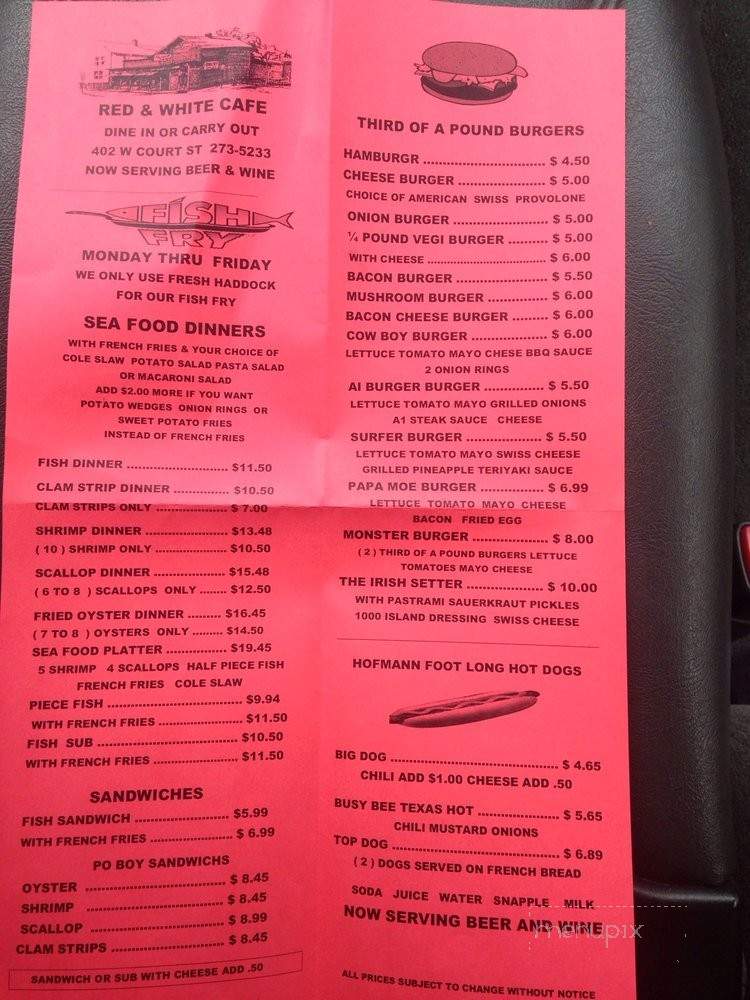 RED & WHITE CAFE
DINE IN OR CARRY OUT
402 W COURT ST 273-5233
NOW SERVING BEER & WINE
FISH
FRY
MONDAY THRU FRIDAY
WE ONLY USE FRESH HADDOCK
FOR OUR FISH FRY
SEA FOOD DINNERS
WITH FRENCH FRIES & YOUR CHOICE OF
COLE SLAW POTATO SALAD PASTA SALAD
OR MACARONI SALAD
ADD $2.00 MORE IF YOU WANT
POTATO WEDGES ONION RINGS OR
SWEET POTATO FRIES
INSTEAD OF FRENCH FRIES
FISH DINNER ............................ $11.50
CLAM STRIP DINNER ............... $10.50
CLAM STRIPS ONLY .................... $ 7.00
SHRIMP DINNER ...................... $13.48
( 10 ) SHRIMP ONLY .................... $10.50
SCALLOP DINNER .................... $15.48
( 6 TO 8 ) SCALLOPS ONLY ........ $12.50
FRIED OYSTER DINNER .......... $16.45
( 7 TO 8 ) OYSTERS ONLY ......... $14.50
SEA FOOD PLATTER ................. $19.45
5 SHRIMP 4 SCALLOPS HALF PIECE FISH
FRENCH FRIES COLE SLAW
PIECE FISH ..................................... $9.94
WITH FRENCH FRIES .............................. $11.50
FISH SUB ....................................... $10.50
WITH FRENCH FRIES ....................... $11.50
SANDWICHES
FISH SANDWICH ............................ $5.99
WITH FRENCH FRIES ....................... $ 6.99
PO BOY SANDWICHS
OYSTER ....................................... $ 8.45
SHRIMP ....................................... $ 8.45
SCALLOP ...................................... $ 8.99
CLAM STRIPS ................................ $ 8.45
SANDWICH OR SUB WITH CHEESE ADD .50
THIRD OF A POUND BURGERS
HAMBURGR .................................. $ 4.50
CHEESE BURGER ........................ $ 5.00
CHOICE OF AMERICAN SWISS PROVOLONE
ONION BURGER .......................... $ 5.00
¼ POUND VEGI BURGER .......... $ 5.00
WITH CHEESE ................................. $ 6.00
BACON BURGER ......................... $ 5.50
MUSHROOM BURGER ................ $ 6.00
BACON CHEESE BURGER ........ $ 6.00
COW BOY BURGER .................... $ 6.00
LETTUCE TOMATO MAYO CHESE BBQ SAUCE
2 ONION RINGS
AI BURGER BURGER ............... $ 5.50
LETTUCE TOMATO MAYO GRILLED ONIONS
A1 STEAK SAUCE CHEESE
SURFER BURGER ..................... $ 5.50
LETTUCE TOMATO MAYO SWISS CHEESE
GRILLED PINEAPPLE TERIYAKI SAUCE
PAPA MOE BURGER ................. $ 6.99
LETTUCE TOMATO MAYO CHEESE
BACON FRIED EGG
MONSTER BURGER ..................... $ 8.00
( 2 ) THIRD OF A POUND BURGERS LETTUCE
TOMATOES MAYO CHEESE
THE IRISH SETTER ..................... $ 10.00
WITH PASTRAMI SAUERKRAUT PICKLES
1000 ISLAND DRESSING SWISS CHEESE
HOFMANN FOOT LONG HOT DOGS
BIG DOG ............................................. $ 4.65
CHILI ADD $1.00 CHEESE ADD .50
BUSY BEE TEXAS HOT ...................... $ 5.65
CHILI MUSTARD ONIONS
TOP DOG ............................................. $ 6.89
( 2 ) DOGS SERVED ON FRENCH BREAD
SODA JUICE WATER SNAPPLE MILK
NOW SERVING BEER AND WINE
menupix
ALL PRICES SUBJECT TO CHANGE WITHOUT NOTICE